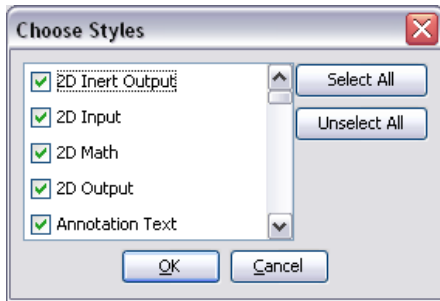 Choose Styles
2D Inert Output
Select All
2D Input
Unselect All
2D Math
2D Output
Annotation Text
OK
Cancel